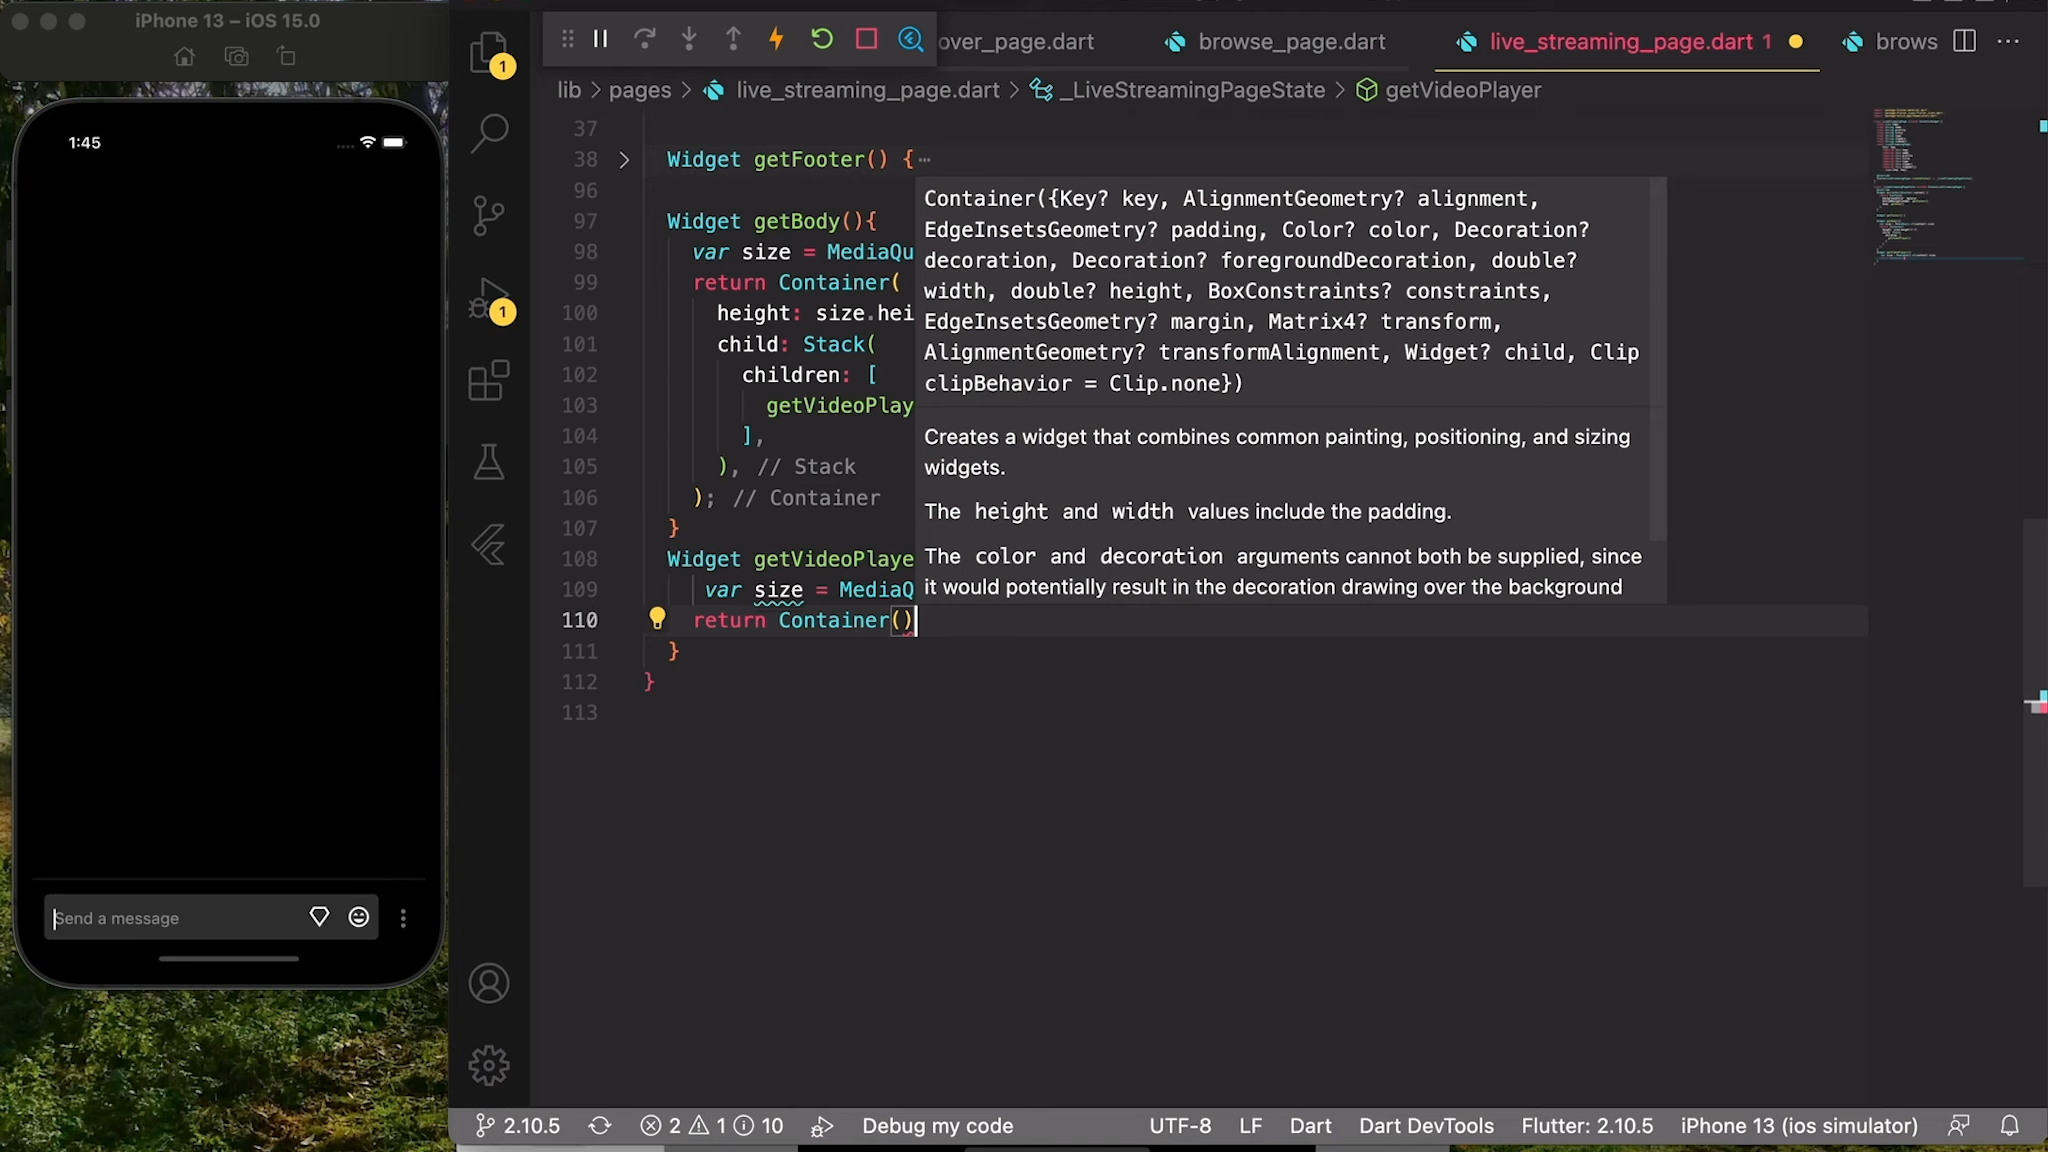 iPhone 13 – iOS 15.0
1:45
Send a message
1
1
over_page.dart
browse_page.dart
live_streaming_page.dart 1
brows
lib > pages > live_streaming_page.dart > _LiveStreamingPageState > getVideoPlayer
37
38 Widget getFooter() {
96
97 Widget getBody(){
98 var size = MediaQu
99 return Container(
100 height: size.hei
101 child: Stack(
102 children: [
103 getVideoPlay
104 ],
105 ), // Stack
106 ); // Container
107 }
108 Widget getVideoPlaye
109 var size = MediaQ
110 return Container()
111 }
112 }
113
Container({Key? key, AlignmentGeometry? alignment,
EdgeInsetsGeometry? padding, Color? color, Decoration?
decoration, Decoration? foregroundDecoration, double?
width, double? height, BoxConstraints? constraints,
EdgeInsetsGeometry? margin, Matrix4? transform,
AlignmentGeometry? transformAlignment, Widget? child, Clip
clipBehavior = Clip.none})
Creates a widget that combines common painting, positioning, and sizing
widgets.
The height and width values include the padding.
The color and decoration arguments cannot both be supplied, since
it would potentially result in the decoration drawing over the background
2.10.5
2 1 10
Debug my code
UTF-8
LF
Dart
Dart DevTools
Flutter: 2.10.5
iPhone 13 (ios simulator)